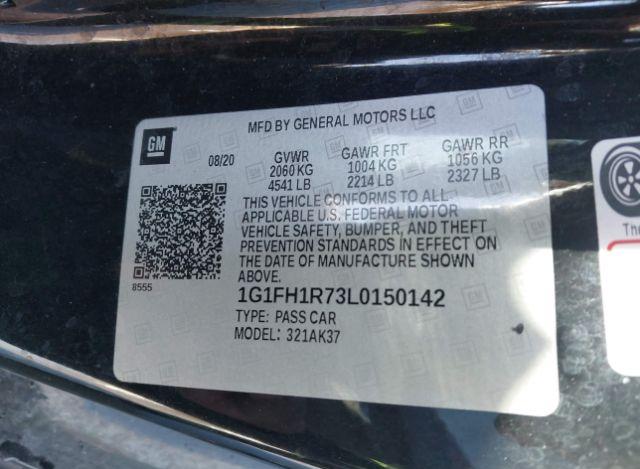 MFD BY GENERAL MOTORS LLC
GM
08/20
GVWR GAWR FRT GAWR RR
2060 KG 1004 KG 1056 KG
4541 LB 2214 LB 2327 LB
THIS VEHICLE CONFORMS TO ALL
APPLICABLE U.S. FEDERAL MOTOR
VEHICLE SAFETY, BUMPER, AND THEFT
PREVENTION STANDARDS IN EFFECT ON
THE DATE OF MANUFACTURE SHOWN
ABOVE.
8555
1G1FH1R73L0150142
TYPE: PASS CAR
MODEL: 321AK37
The